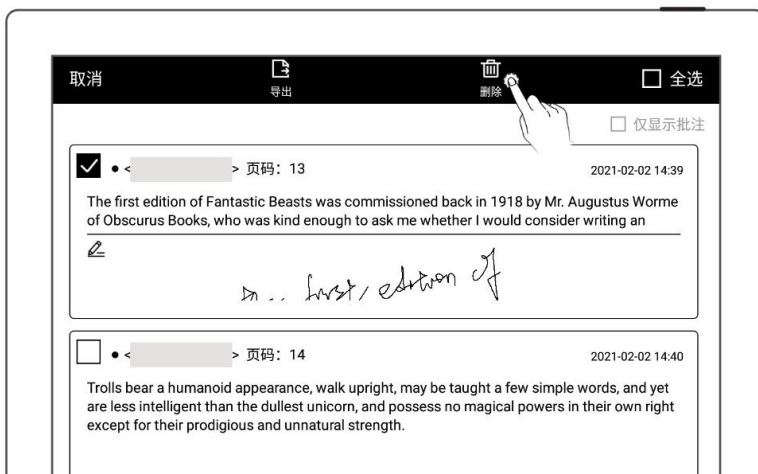 取消
导出
删除
全选
仅显示批注
● < > 页码：13
2021-02-02 14:39
The first edition of Fantastic Beasts was commissioned back in 1918 by Mr. Augustus Worme
of Obscurus Books, who was kind enough to ask me whether I would consider writing an
first, edition of
● < > 页码：14
2021-02-02 14:40
Trolls bear a humanoid appearance, walk upright, may be taught a few simple words, and yet
are less intelligent than the dullest unicorn, and possess no magical powers in their own right
except for their prodigious and unnatural strength.